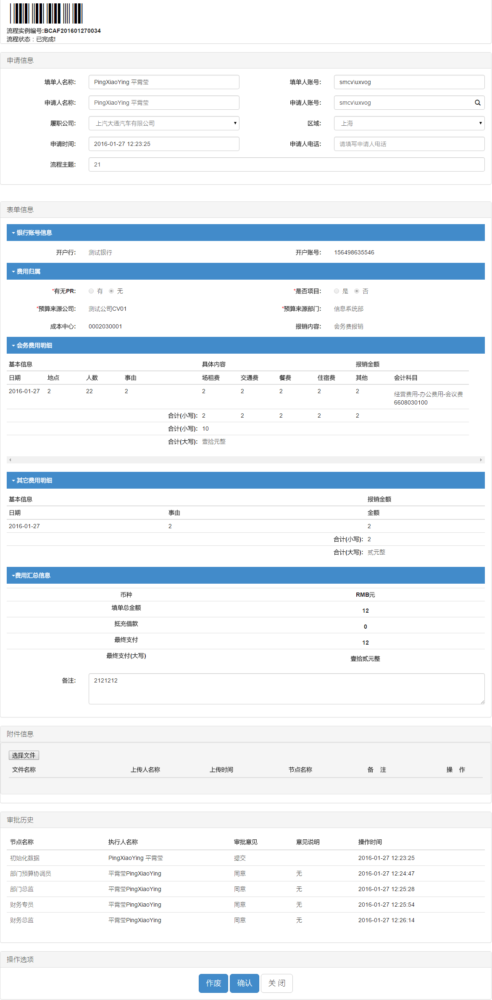 流程实例编号:BCAF201601270034
流程状态：已完成!
申请信息
填单人名称: PingXiaoYing 平霄莹 填单人账号: smcv\uxvog
申请人名称: PingXiaoYing 平霄莹 申请人账号: smcv\uxvog
履职公司: 上汽大通汽车有限公司 区域: 上海
申请时间: 2016-01-27 12:23:25 申请人电话: 请填写申请人电话
流程主题: 21
表单信息
银行账号信息
开户行: 测试银行 开户账号: 156498635546
费用归属
*有无PR: 有 无 *是否项目: 是 否
*预算来源公司: 测试公司CV01 *预算来源部门: 信息系统部
成本中心: 0002030001 报销内容: 会务费报销
会务费用明细
基本信息 具体内容 报销金额
日期 地点 人数 事由 场租费 交通费 餐费 住宿费 其他 会计科目
2016-01-27 2 22 2 2 2 2 2 2 经营费用-办公费用-会议费
6608030100
合计(小写): 2 2 2 2 2
合计(小写): 10
合计(大写): 壹拾元整
其它费用明细
基本信息 报销金额
日期 事由 金额
2016-01-27 2 2
合计(小写): 2
合计(大写): 贰元整
费用汇总信息
币种 RMB元
填单总金额 12
抵充借款 0
最终支付 12
最终支付(大写) 壹拾贰元整
备注: 2121212
附件信息
选择文件
文件名称 上传人名称 上传时间 节点名称 备 注 操 作
审批历史
节点名称 执行人名称 审批意见 意见说明 操作时间
初始化数据 PingXiaoYing 平霄莹 提交 2016-01-27 12:23:25
部门预算协调员 平霄莹PingXiaoYing 同意 无 2016-01-27 12:24:47
部门总监 平霄莹PingXiaoYing 同意 无 2016-01-27 12:25:28
财务专员 平霄莹PingXiaoYing 同意 无 2016-01-27 12:25:54
财务总监 平霄莹PingXiaoYing 同意 无 2016-01-27 12:26:14
操作选项
作废 确认 关 闭